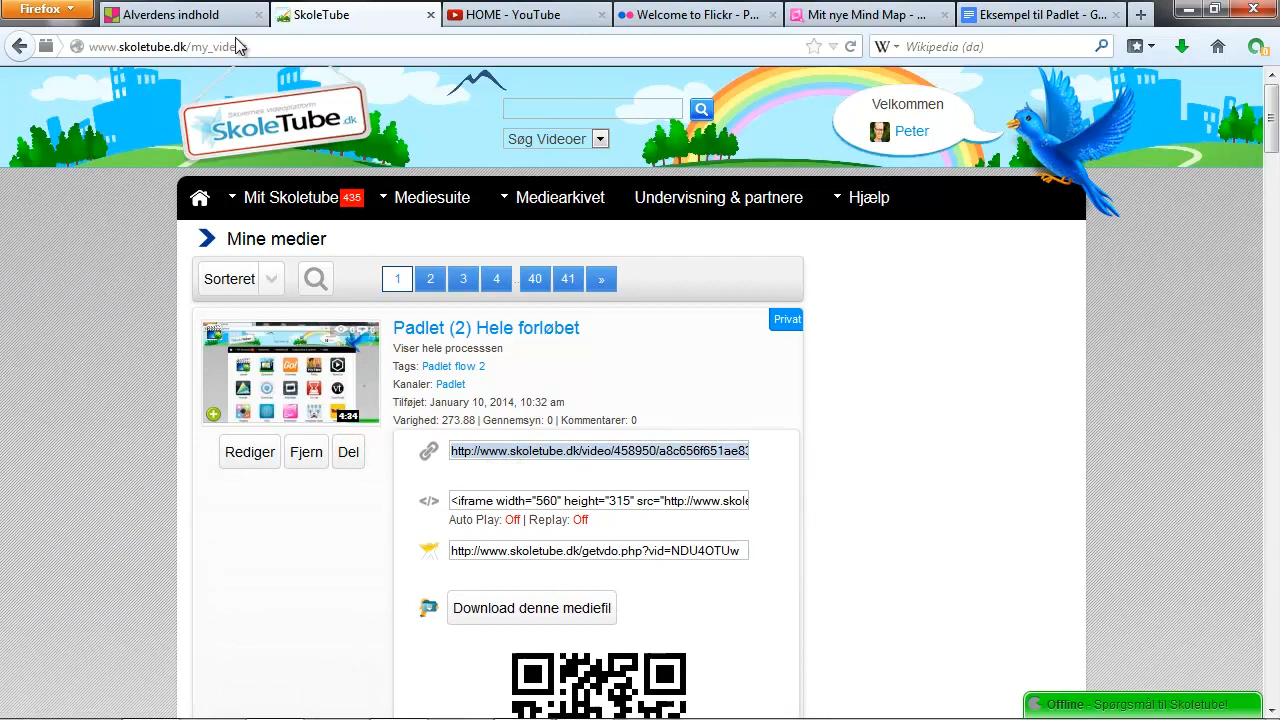 Firefox
Alverdens indhold
SkoleTube
HOME - YouTube
Welcome to Flickr - P...
Mit nye Mind Map - ...
Eksempel til Padlet - G...
www.skoletube.dk/my_vide
Wikipedia (da)
Skolernes videoplatform
SkoleTube.dk
Søg Videoer
Velkommen
Peter
Mit Skoletube 435
Mediesuite
Mediearkivet
Undervisning & partnere
Hjælp
Mine medier
Sorteret
1 2 3 4 ... 40 41 »
Padlet (2) Hele forløbet
Privat
Viser hele processsen
Tags: Padlet flow 2
Kanaler: Padlet
Tilføjet: January 10, 2014, 10:32 am
Varighed: 273.88 | Gennemsyn: 0 | Kommentarer: 0
4:34
Rediger
Fjern
Del
http://www.skoletube.dk/video/458950/a8c656f651ae83
<iframe width="560" height="315" src="http://www.skole
Auto Play: Off | Replay: Off
http://www.skoletube.dk/getvdo.php?vid=NDU4OTUw
Download denne mediefil
Offline - Spørgsmål til Skoletube!